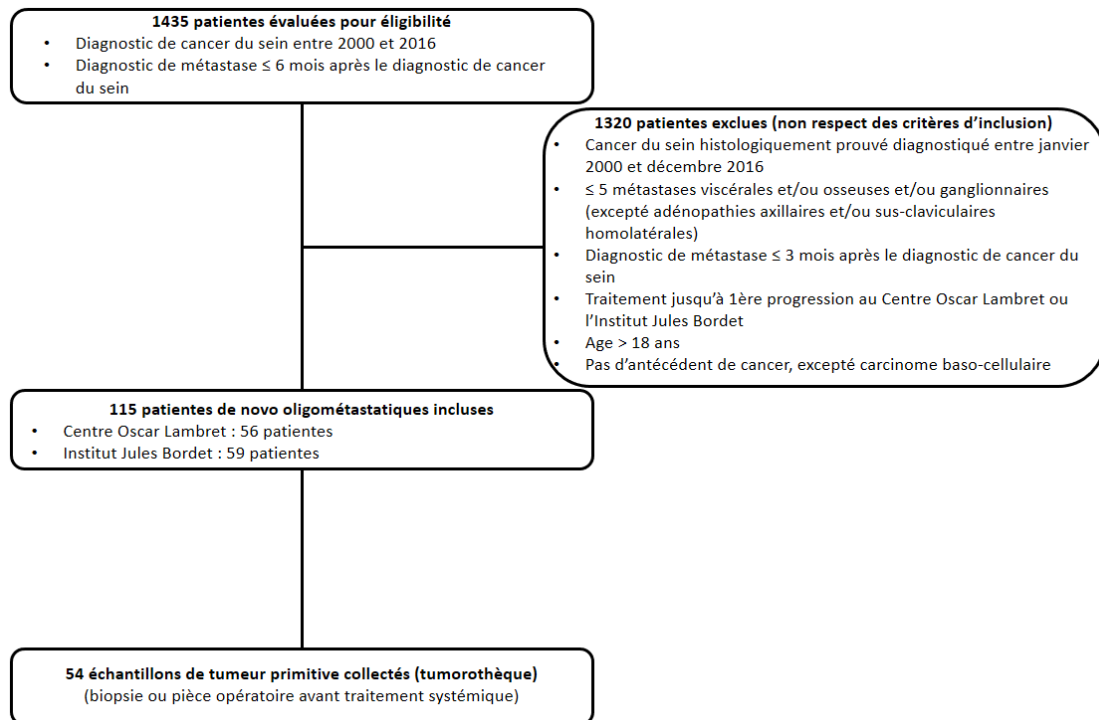 1435 patientes évaluées pour éligibilité
• Diagnostic de cancer du sein entre 2000 et 2016
• Diagnostic de métastase ≤ 6 mois après le diagnostic de cancer
du sein
1320 patientes exclues (non respect des critères d’inclusion)
• Cancer du sein histologiquement prouvé diagnostiqué entre janvier
2000 et décembre 2016
• ≤ 5 métastases viscérales et/ou osseuses et/ou ganglionnaires
(excepté adénopathies axillaires et/ou sus-claviculaires
homolatérales)
• Diagnostic de métastase ≤ 3 mois après le diagnostic de cancer du
sein
• Traitement jusqu’à 1ère progression au Centre Oscar Lambret ou
l’Institut Jules Bordet
• Age > 18 ans
• Pas d’antécédent de cancer, excepté carcinome baso-cellulaire
115 patientes de novo oligométastatiques incluses
• Centre Oscar Lambret : 56 patientes
• Institut Jules Bordet : 59 patientes
54 échantillons de tumeur primitive collectés (tumorothèque)
(biopsie ou pièce opératoire avant traitement systémique)